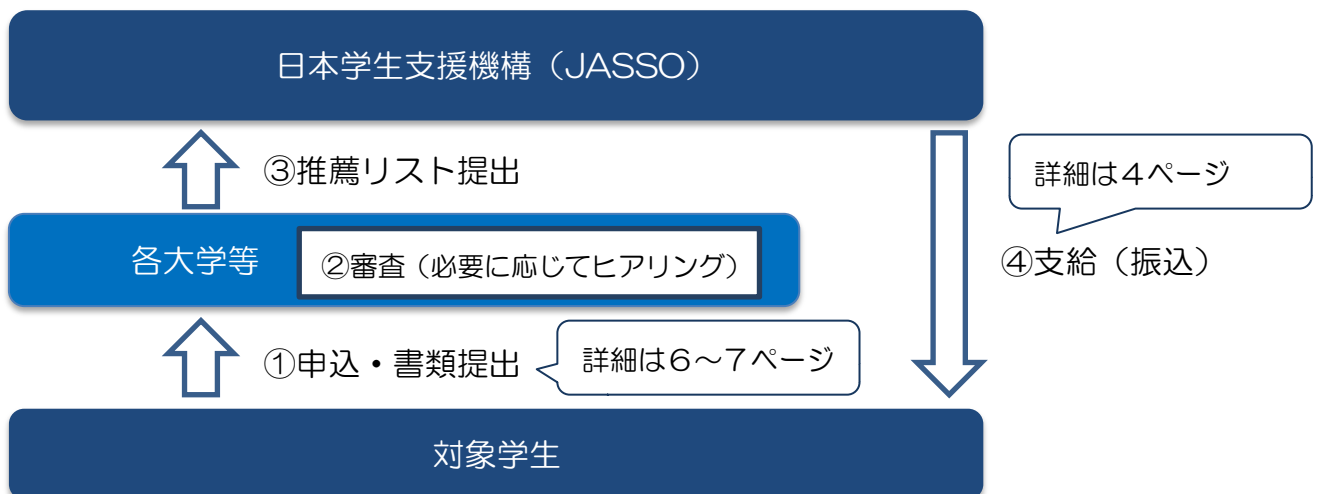 日本学生支援機構（JASSO）
③推薦リスト提出
詳細は４ページ
各大学等
②審査（必要に応じてヒアリング）
④支給（振込）
①申込・書類提出
詳細は６～７ページ
対象学生